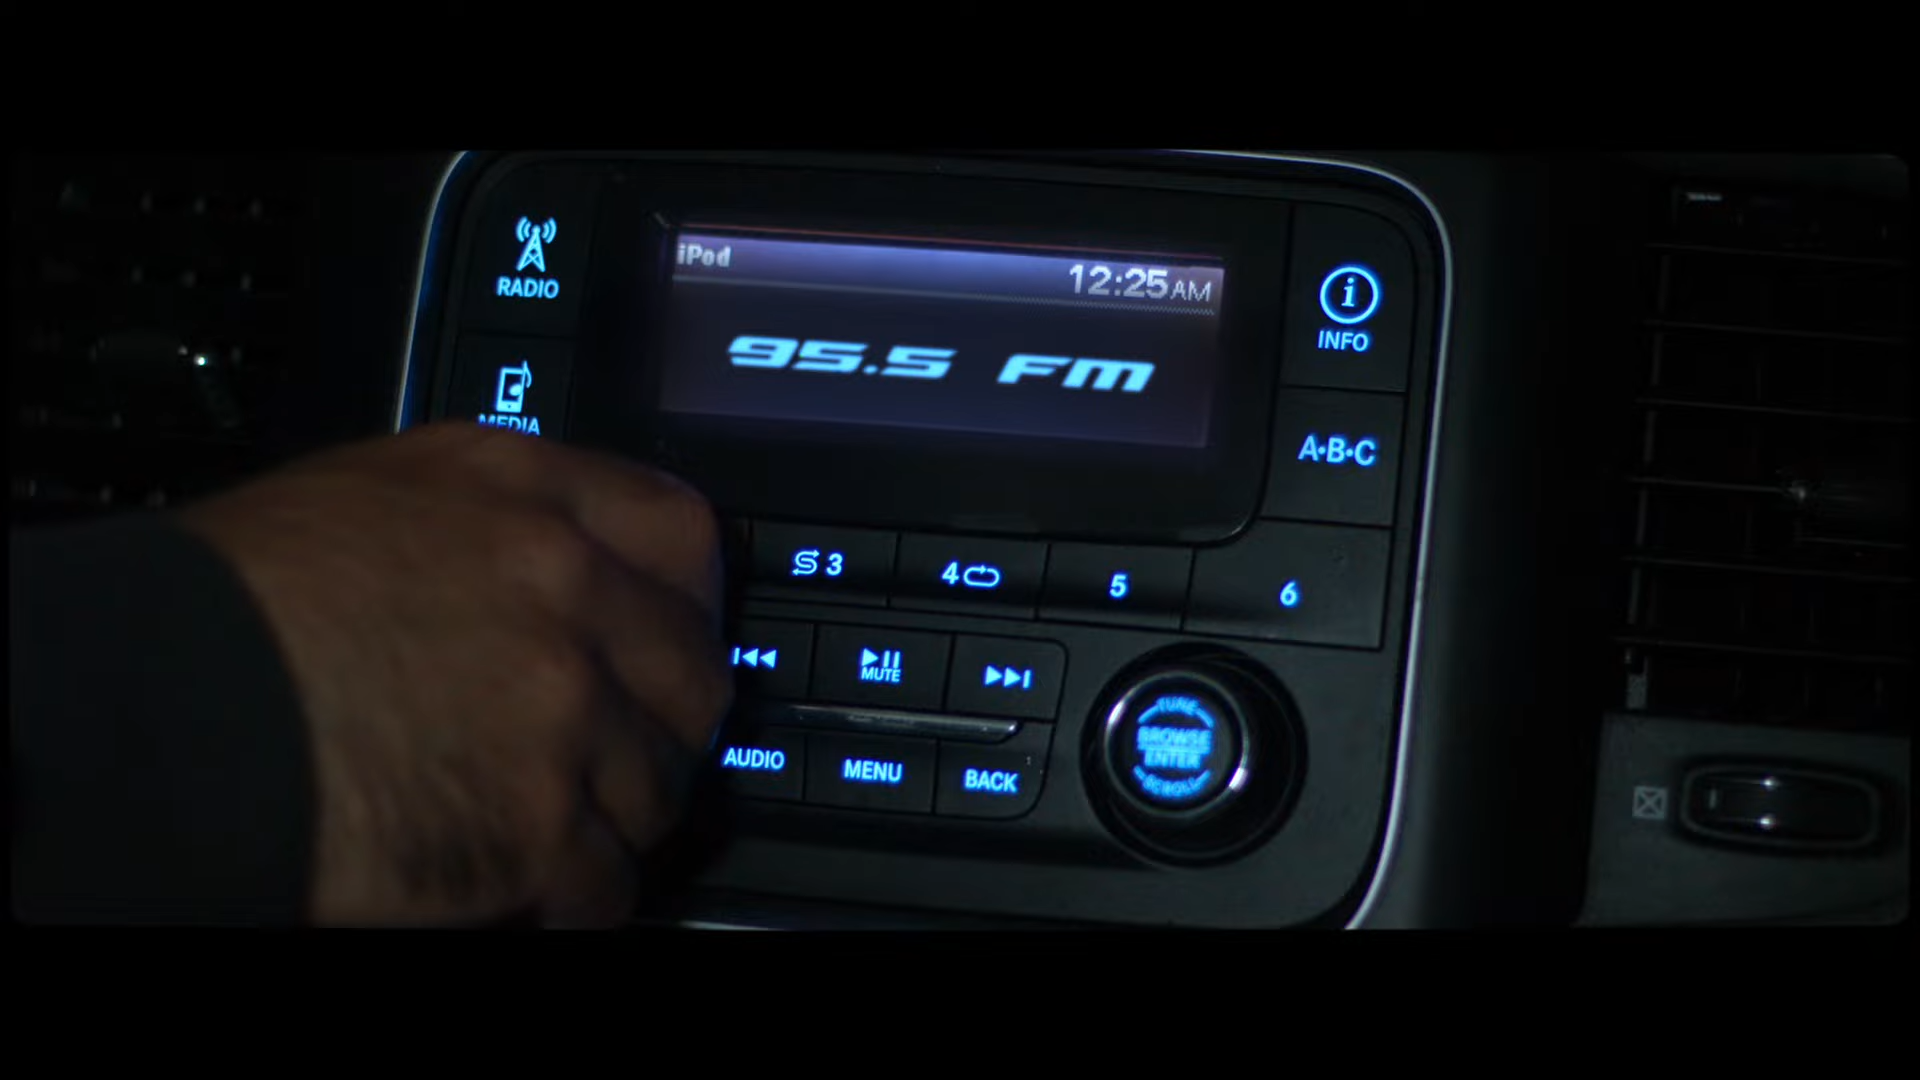 iPod
12:25AM
95.5 FM
RADIO
MEDIA
i
INFO
A•B•C
3
4
5
6
MUTE
AUDIO
MENU
BACK
TUNE
BROWSE
ENTER
SCROLL